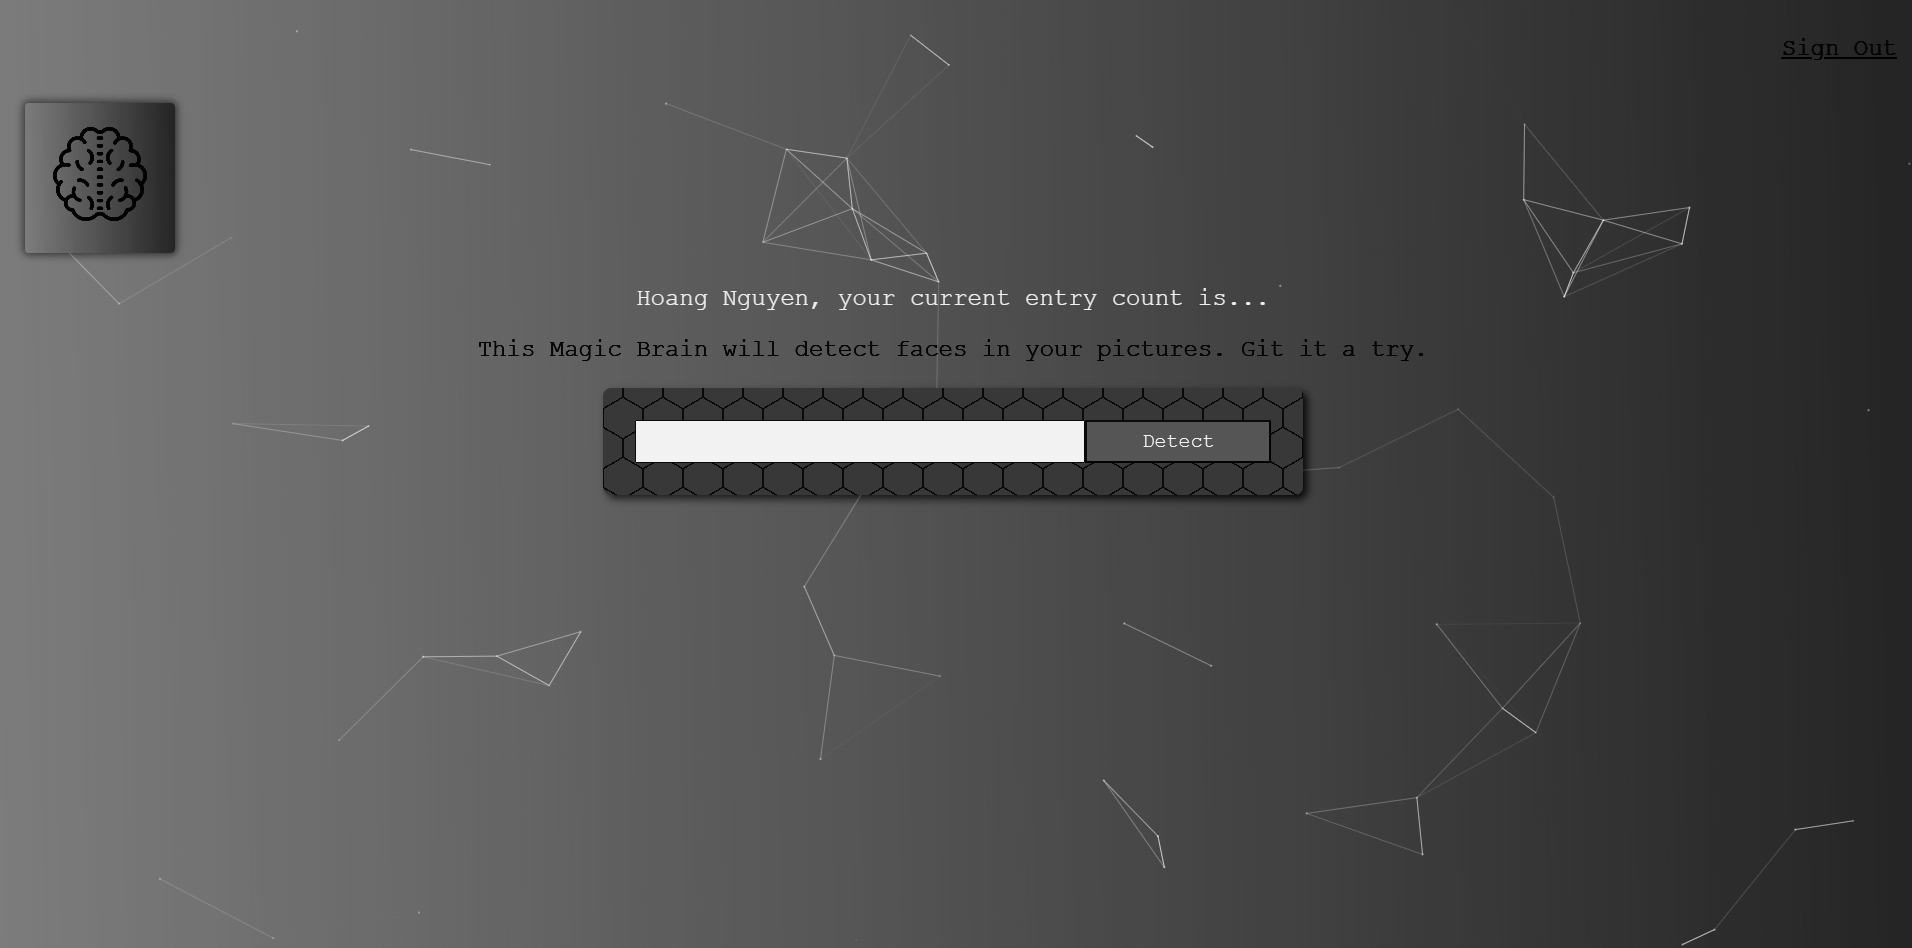 Sign Out
Hoang Nguyen, your current entry count is...
This Magic Brain will detect faces in your pictures. Git it a try.
Detect